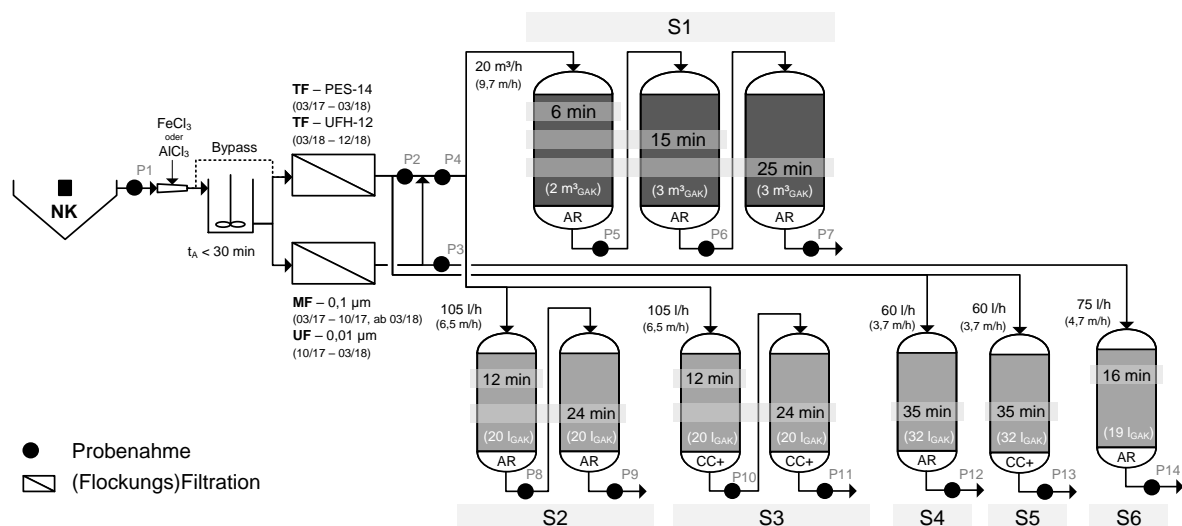 S1
20 m³/h
(9,7 m/h)
TF – PES-14
(03/17 – 03/18)
TF – UFH-12
(03/18 – 12/18)
FeCl₃
oder
AlCl₃
Bypass
P1
P2
P4
6 min
15 min
25 min
(2 m³GAK)
(3 m³GAK)
(3 m³GAK)
NK
AR
AR
AR
P5
P6
P7
tA < 30 min
P3
MF – 0,1 µm
(03/17 – 10/17, ab 03/18)
UF – 0,01 µm
(10/17 – 03/18)
105 l/h
(6,5 m/h)
105 l/h
(6,5 m/h)
60 l/h
(3,7 m/h)
60 l/h
(3,7 m/h)
75 l/h
(4,7 m/h)
12 min
24 min
12 min
24 min
35 min
35 min
16 min
(20 lGAK)
(20 lGAK)
(20 lGAK)
(20 lGAK)
(32 lGAK)
(32 lGAK)
(19 lGAK)
AR
AR
CC+
CC+
AR
CC+
AR
P8
P9
P10
P11
P12
P13
P14
Probenahme
(Flockungs)Filtration
S2
S3
S4
S5
S6